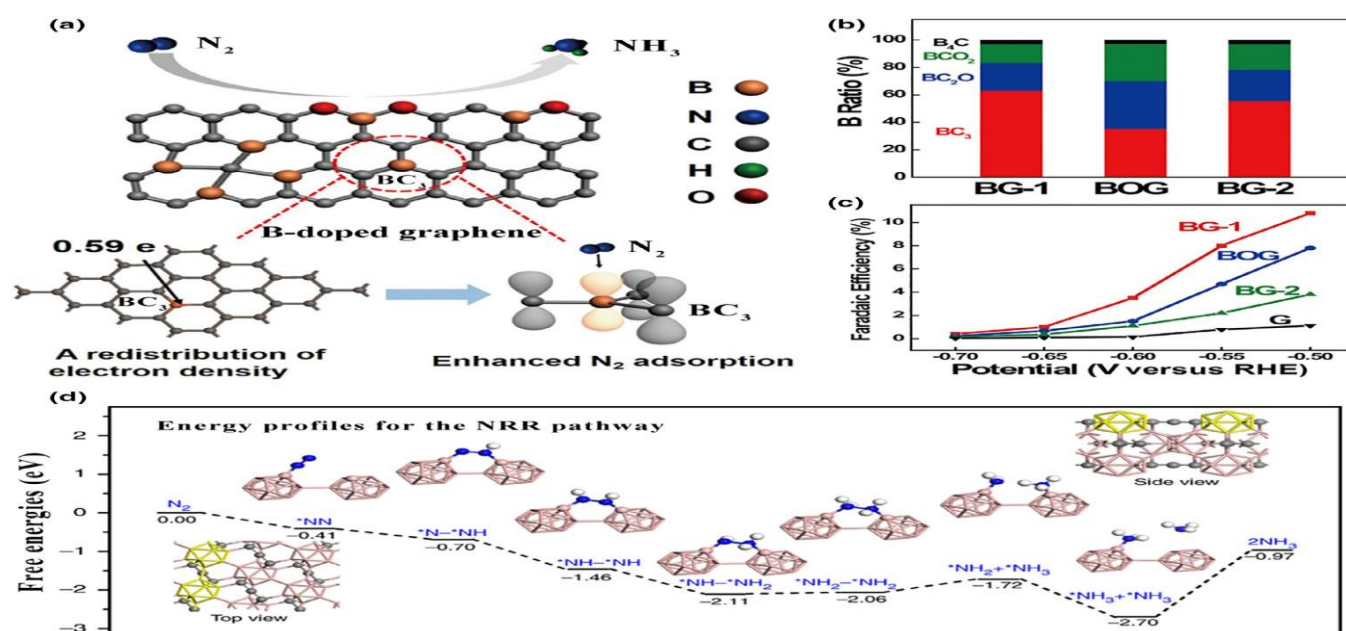 (a)
N₂
NH₃
B
N
C
H
O
BC₃
B-doped graphene
0.59 e
BC₃
N₂
BC₃
A redistribution of
electron density
Enhanced N₂ adsorption
(b)
B Ratio (%)
100
80
60
40
20
0
B₄C
BCO₂
BC₂O
BC₃
BG-1
BOG
BG-2
(c)
Faradaic Efficiency (%)
10
8
6
4
2
0
BG-1
BOG
BG-2
G
-0.70
-0.65
-0.60
-0.55
-0.50
Potential (V versus RHE)
(d)
Energy profiles for the NRR pathway
Free energies (eV)
2
1
0
−1
−2
−3
N₂
0.00
*NN
−0.41
*N−*NH
−0.70
*NH−*NH
−1.46
*NH−*NH₂
−2.11
*NH₂−*NH₂
−2.06
*NH₂+*NH₃
−1.72
*NH₃+*NH₃
−2.70
2NH₃
−0.97
Top view
Side view